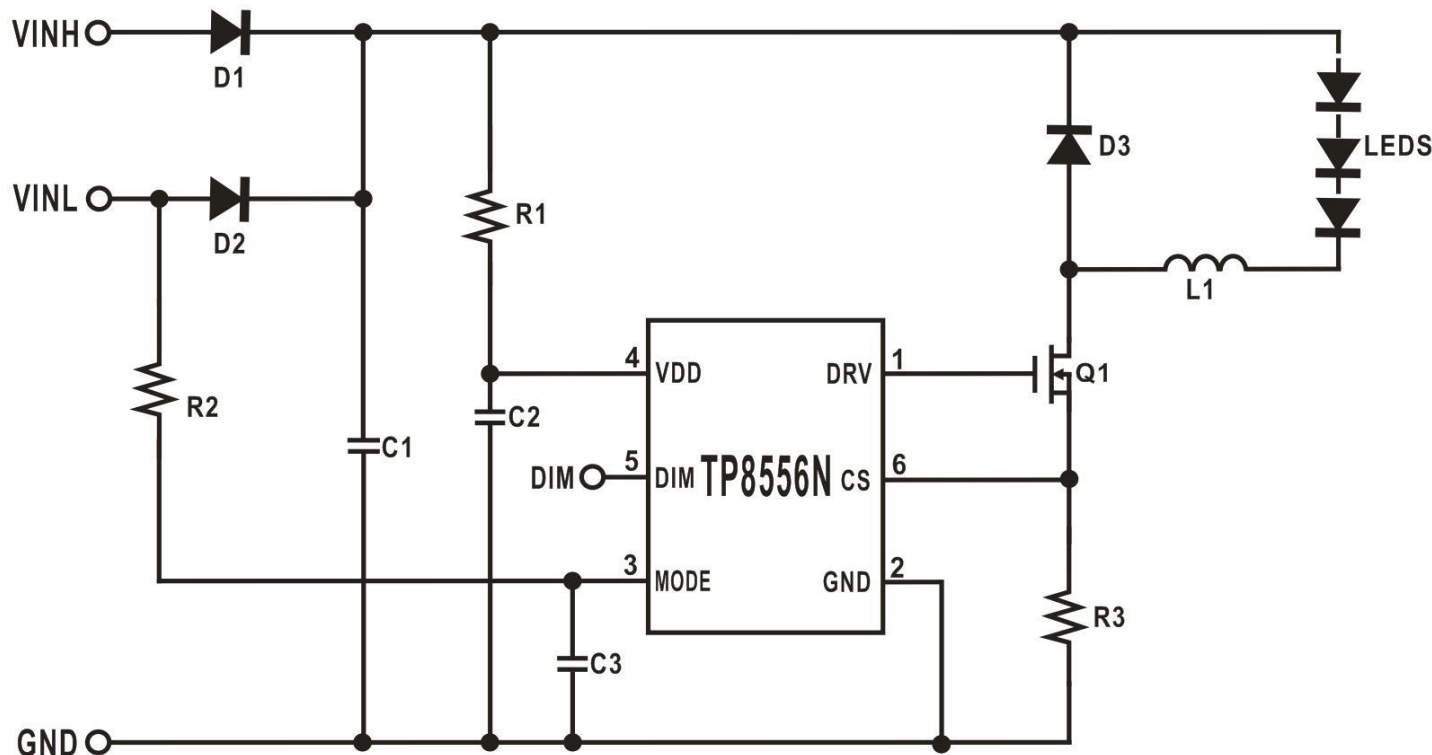 VINH
D1
VINL
D2
R1
D3
LEDS
L1
R2
C1
C2
4
VDD
DRV
1
Q1
DIM
5
DIM
TP8556N
CS
6
3
MODE
GND
2
C3
R3
GND